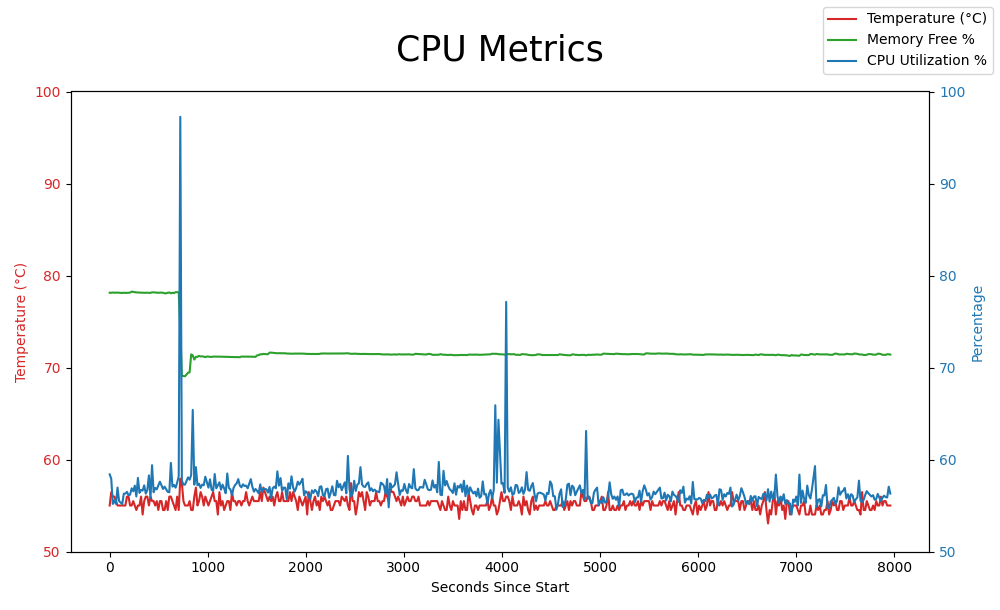 CPU Metrics
Temperature (°C)
Memory Free %
CPU Utilization %
100
90
80
70
60
50
Temperature (°C)
100
90
80
70
60
50
Percentage
0 1000 2000 3000 4000 5000 6000 7000 8000
Seconds Since Start